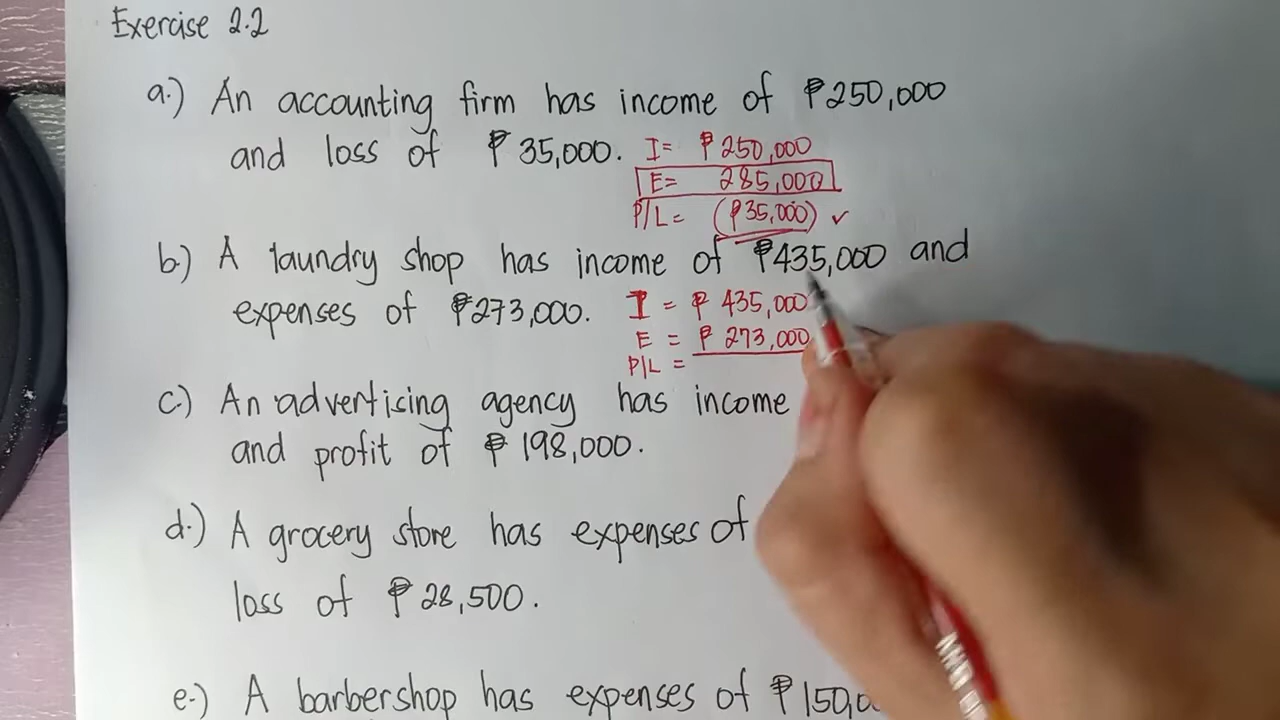 Exercise 2.2
a.) An accounting firm has income of ₱250,000
and loss of ₱35,000.
I= ₱250,000
E= 285,000
P/L= (₱35,000) ✓
b.) A laundry shop has income of ₱435,000 and
expenses of ₱273,000.
I = ₱ 435,000
E = ₱ 273,000
P/L =
c.) An advertising agency has income
and profit of ₱198,000.
d.) A grocery store has expenses of
loss of ₱28,500.
e.) A barbershop has expenses of